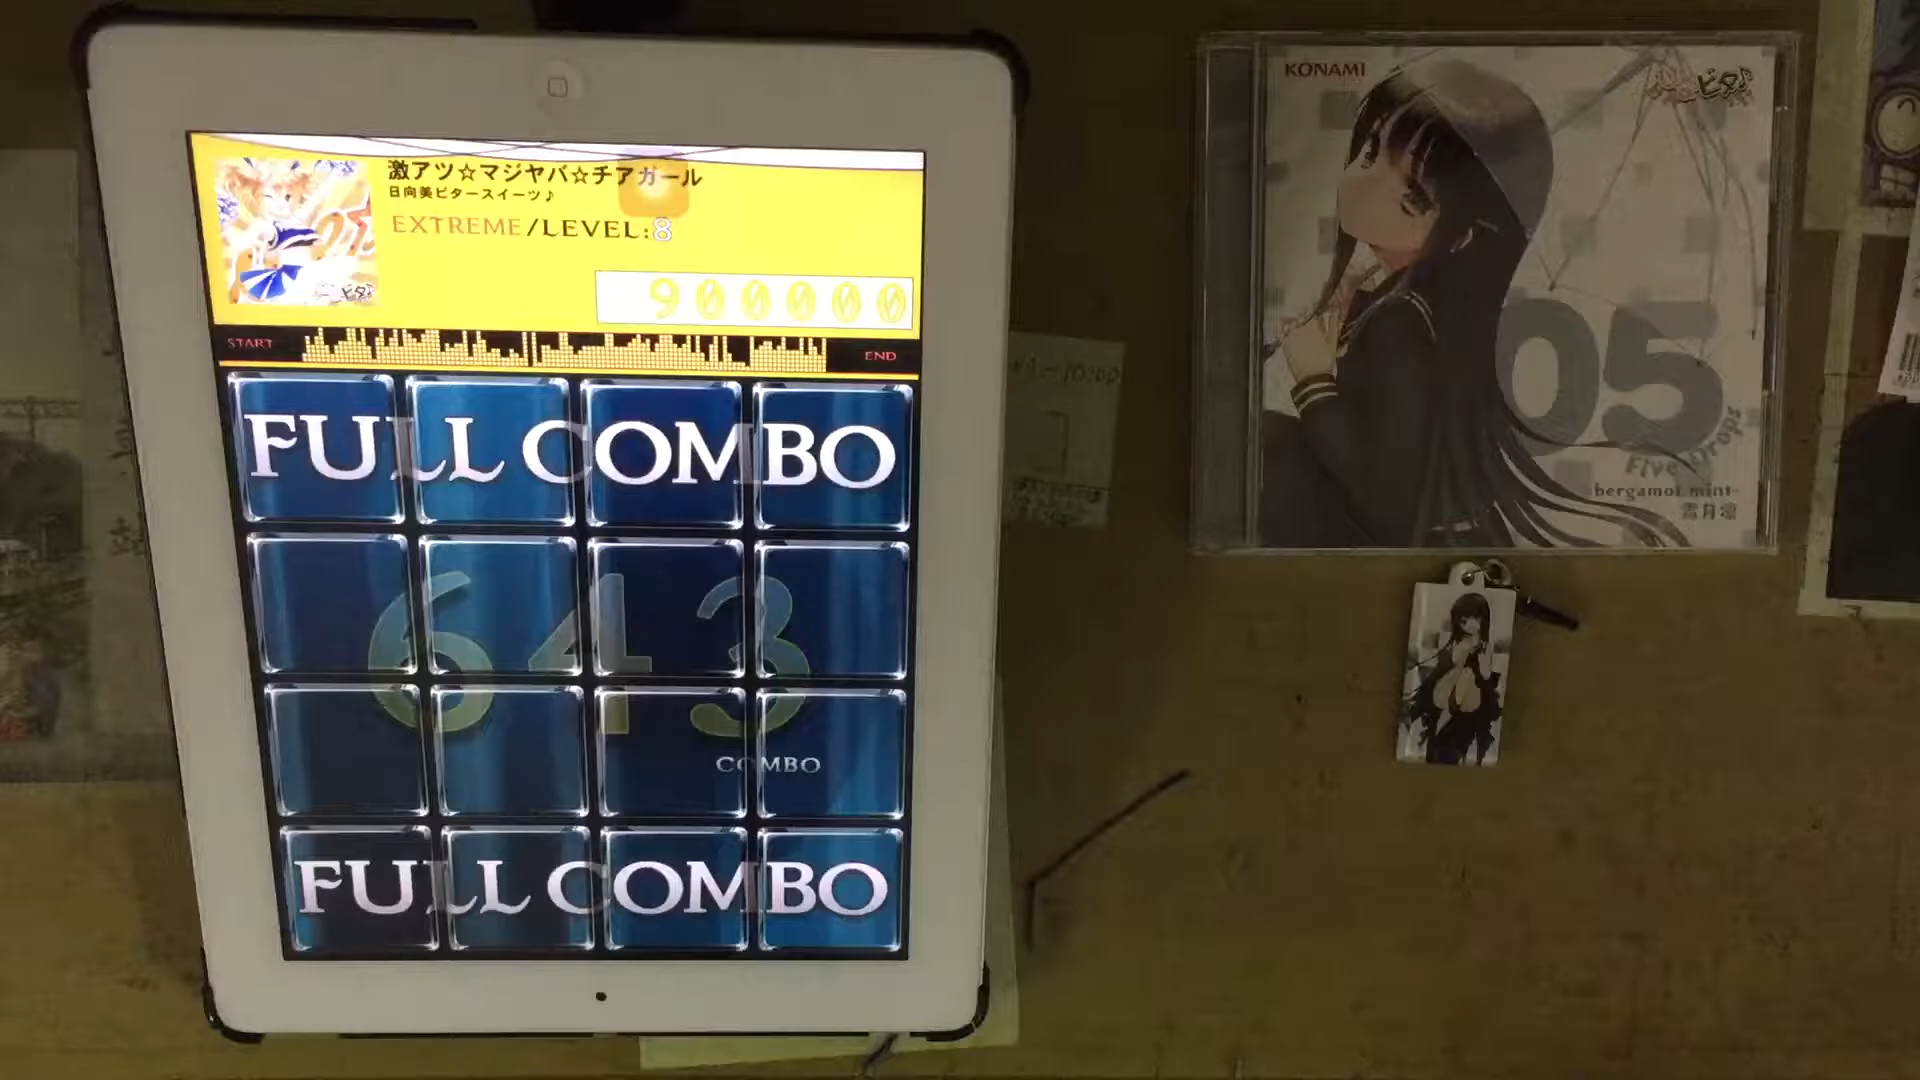 激アツ☆マジヤバ☆チアガール
日向美ビタースイーツ♪
EXTREME/LEVEL:8
900000
START
END
FULL COMBO
643
COMBO
FULL COMBO
KONAMI
05
Five Drops
-bergamot mint-
霜月凛